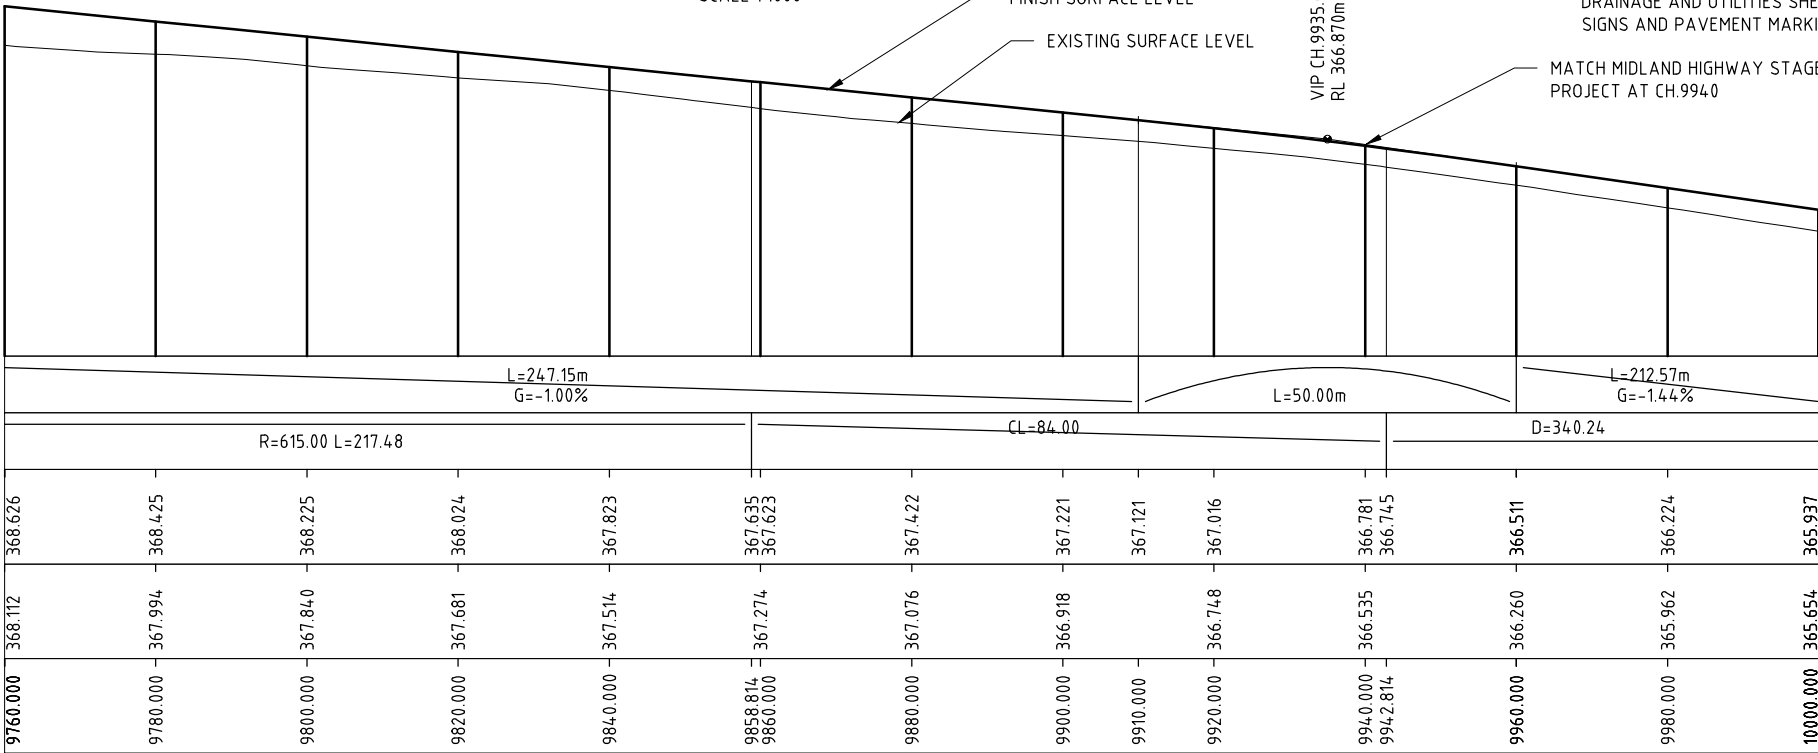 FINISH SURFACE LEVEL
EXISTING SURFACE LEVEL
VIP CH.9935.
RL 366.870m
DRAINAGE AND UTILITIES SHE
SIGNS AND PAVEMENT MARKI
MATCH MIDLAND HIGHWAY STAGE
PROJECT AT CH.9940
L=247.15m
G=-1.00%
L=50.00m
L=212.57m
G=-1.44%
R=615.00 L=217.48
CL=84.00
D=340.24
368.626 368.425 368.225 368.024 367.823 367.635 367.623 367.422 367.221 367.121 367.016 366.781 366.745 366.511 366.224 365.937
368.112 367.994 367.840 367.681 367.514 367.274 367.076 366.918 366.748 366.535 366.260 365.962 365.654
9760.000 9780.000 9800.000 9820.000 9840.000 9858.814 9860.000 9880.000 9900.000 9910.000 9920.000 9940.000 9942.814 9960.000 9980.000 10000.000